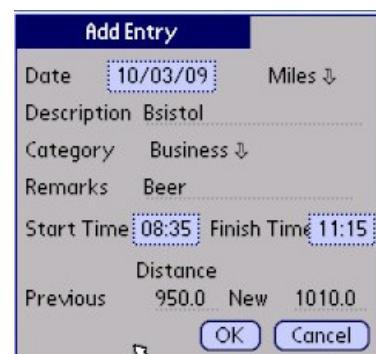 Add Entry
Date 10/03/09 Miles
Description Bsistol
Category Business
Remarks Beer
Start Time 08:35 Finish Time 11:15
Distance
Previous 950.0 New 1010.0
OK Cancel